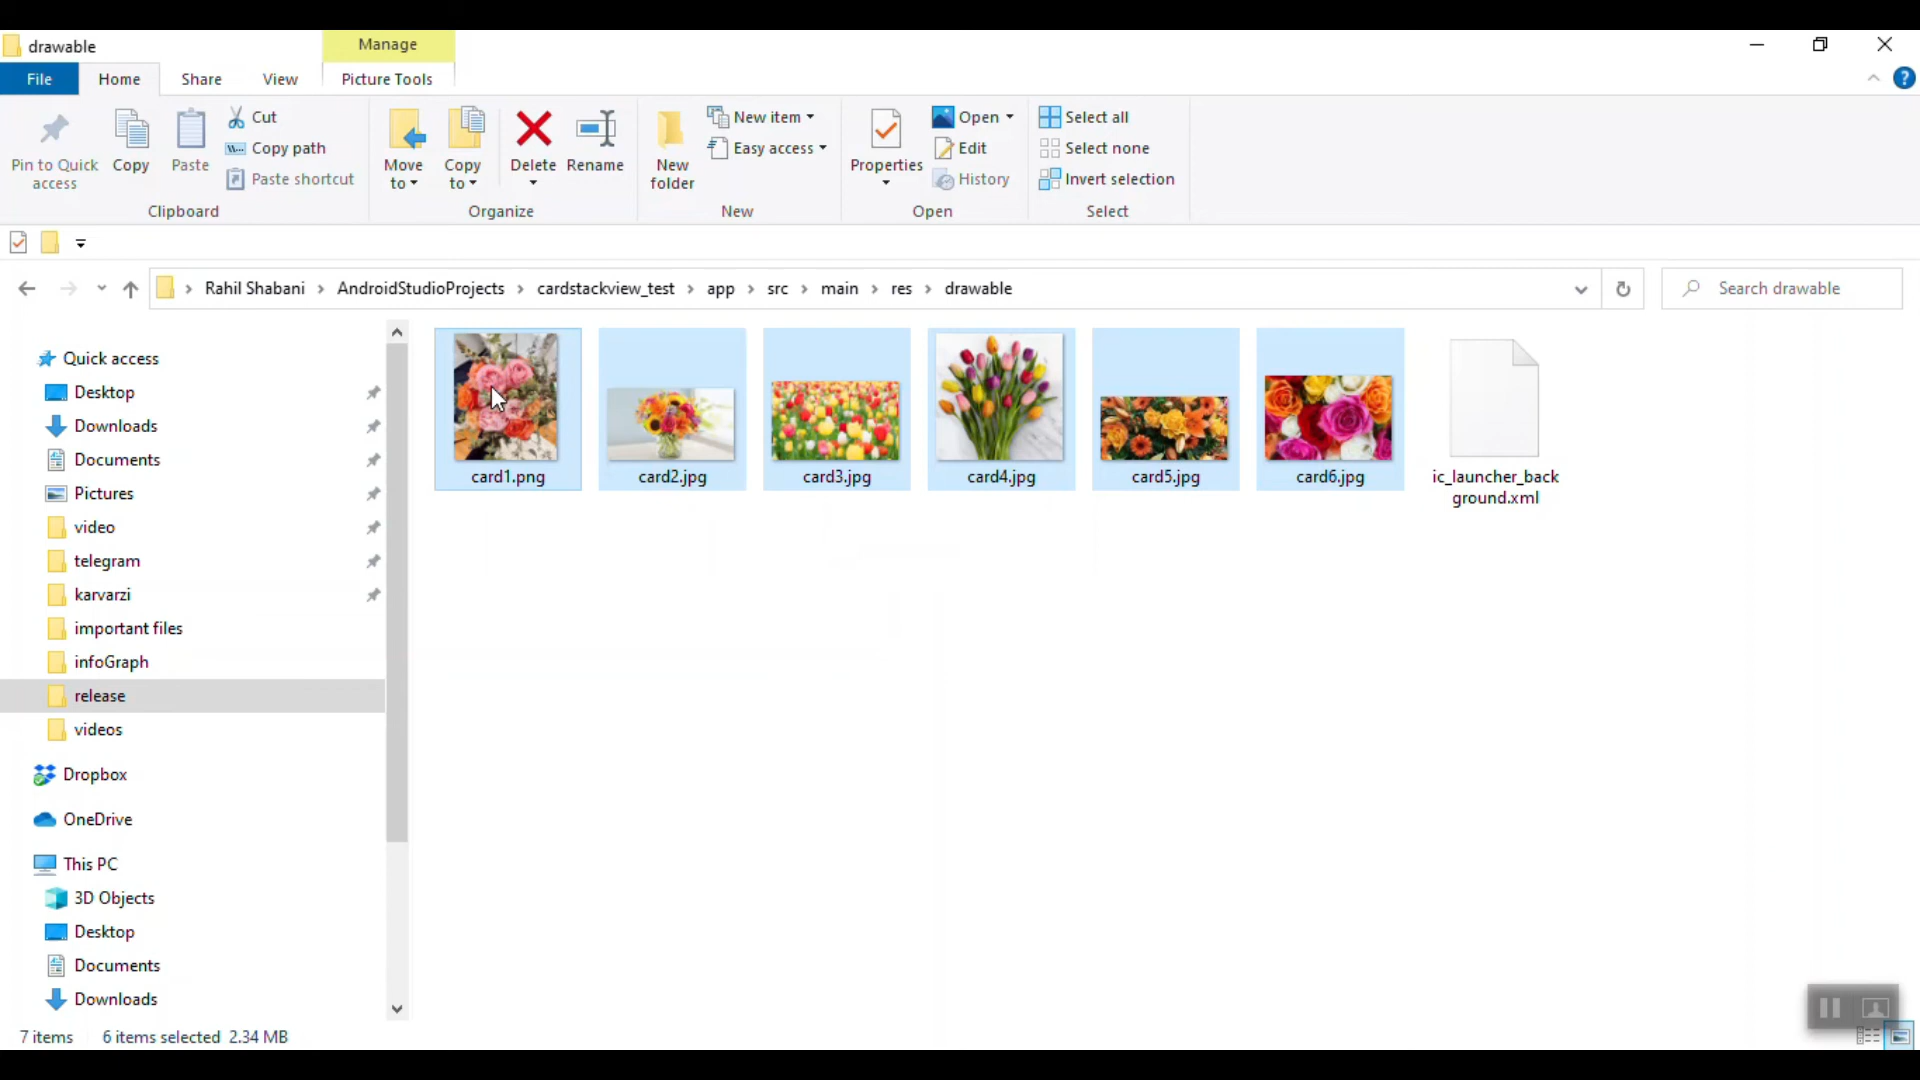 drawable
Manage
File
Home
Share
View
Picture Tools
Pin to Quick
access
Copy
Paste
Cut
Copy path
Paste shortcut
Clipboard
Move
to
Copy
to
Delete
Rename
Organize
New
folder
New item
Easy access
New
Properties
Open
Edit
History
Open
Select all
Select none
Invert selection
Select
Rahil Shabani > AndroidStudioProjects > cardstackview_test > app > src > main > res > drawable
Search drawable
Quick access
Desktop
Downloads
Documents
Pictures
video
telegram
karvarzi
important files
infoGraph
release
videos
Dropbox
OneDrive
This PC
3D Objects
Desktop
Documents
Downloads
card1.png
card2.jpg
card3.jpg
card4.jpg
card5.jpg
card6.jpg
ic_launcher_back
ground.xml
7 items
6 items selected 2.34 MB